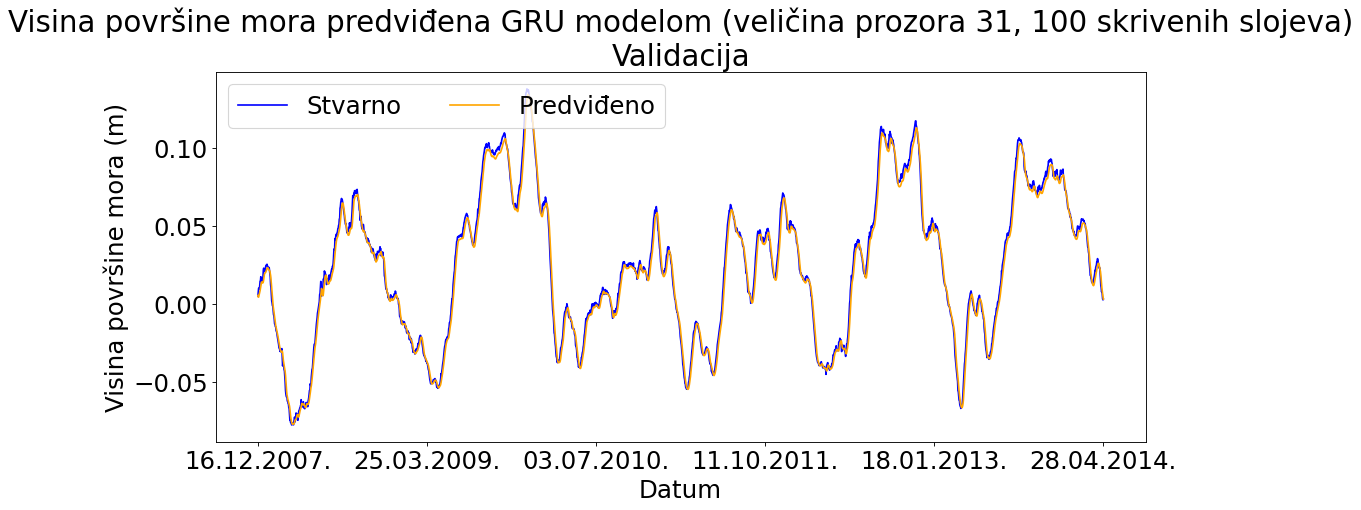 Visina površine mora predviđena GRU modelom (veličina prozora 31, 100 skrivenih slojeva)
Validacija
Stvarno Predviđeno
Visina površine mora (m)
0.10
0.05
0.00
−0.05
16.12.2007. 25.03.2009. 03.07.2010. 11.10.2011. 18.01.2013. 28.04.2014.
Datum